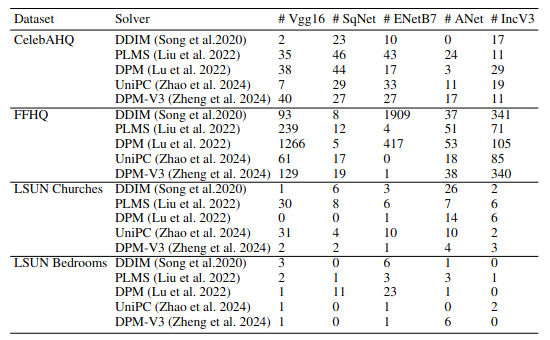 Dataset Solver # Vgg16 # SqNet # ENetB7 # ANet # IncV3
CelebAHQ DDIM (Song et al.2020) 2 23 10 0 17
PLMS (Liu et al. 2022) 35 46 43 24 11
DPM (Lu et al. 2022) 38 44 17 3 29
UniPC (Zhao et al. 2024) 7 29 33 11 19
DPM-V3 (Zheng et al. 2024) 40 27 27 17 11
FFHQ DDIM (Song et al.2020) 93 8 1909 37 341
PLMS (Liu et al. 2022) 239 12 4 51 71
DPM (Lu et al. 2022) 1266 5 417 53 105
UniPC (Zhao et al. 2024) 61 17 0 18 85
DPM-V3 (Zheng et al. 2024) 129 19 1 38 340
LSUN Churches DDIM (Song et al.2020) 1 6 3 26 2
PLMS (Liu et al. 2022) 30 8 6 7 6
DPM (Lu et al. 2022) 0 0 1 14 6
UniPC (Zhao et al. 2024) 31 4 10 10 2
DPM-V3 (Zheng et al. 2024) 2 2 1 4 3
LSUN Bedrooms DDIM (Song et al.2020) 3 0 6 1 0
PLMS (Liu et al. 2022) 2 1 3 3 1
DPM (Lu et al. 2022) 1 11 23 1 0
UniPC (Zhao et al. 2024) 1 0 1 0 2
DPM-V3 (Zheng et al. 2024) 1 0 1 6 0